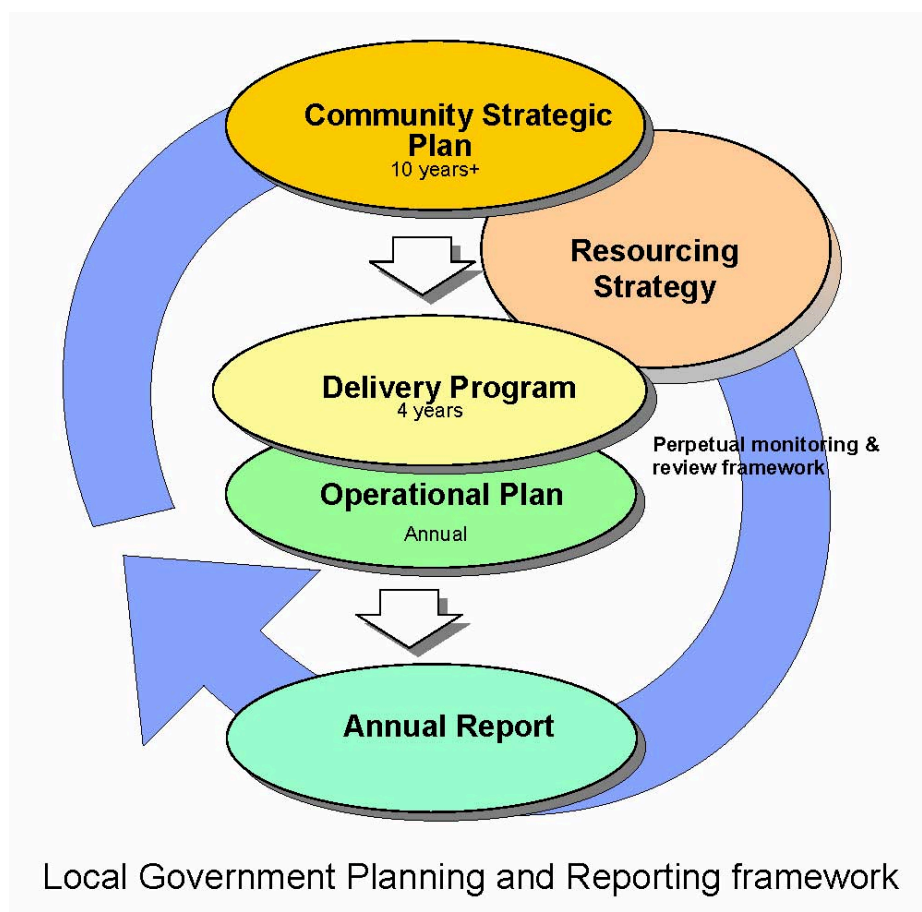 Community Strategic
Plan
10 years+
Resourcing
Strategy
Delivery Program
4 years
Perpetual monitoring &
review framework
Operational Plan
Annual
Annual Report
Local Government Planning and Reporting framework